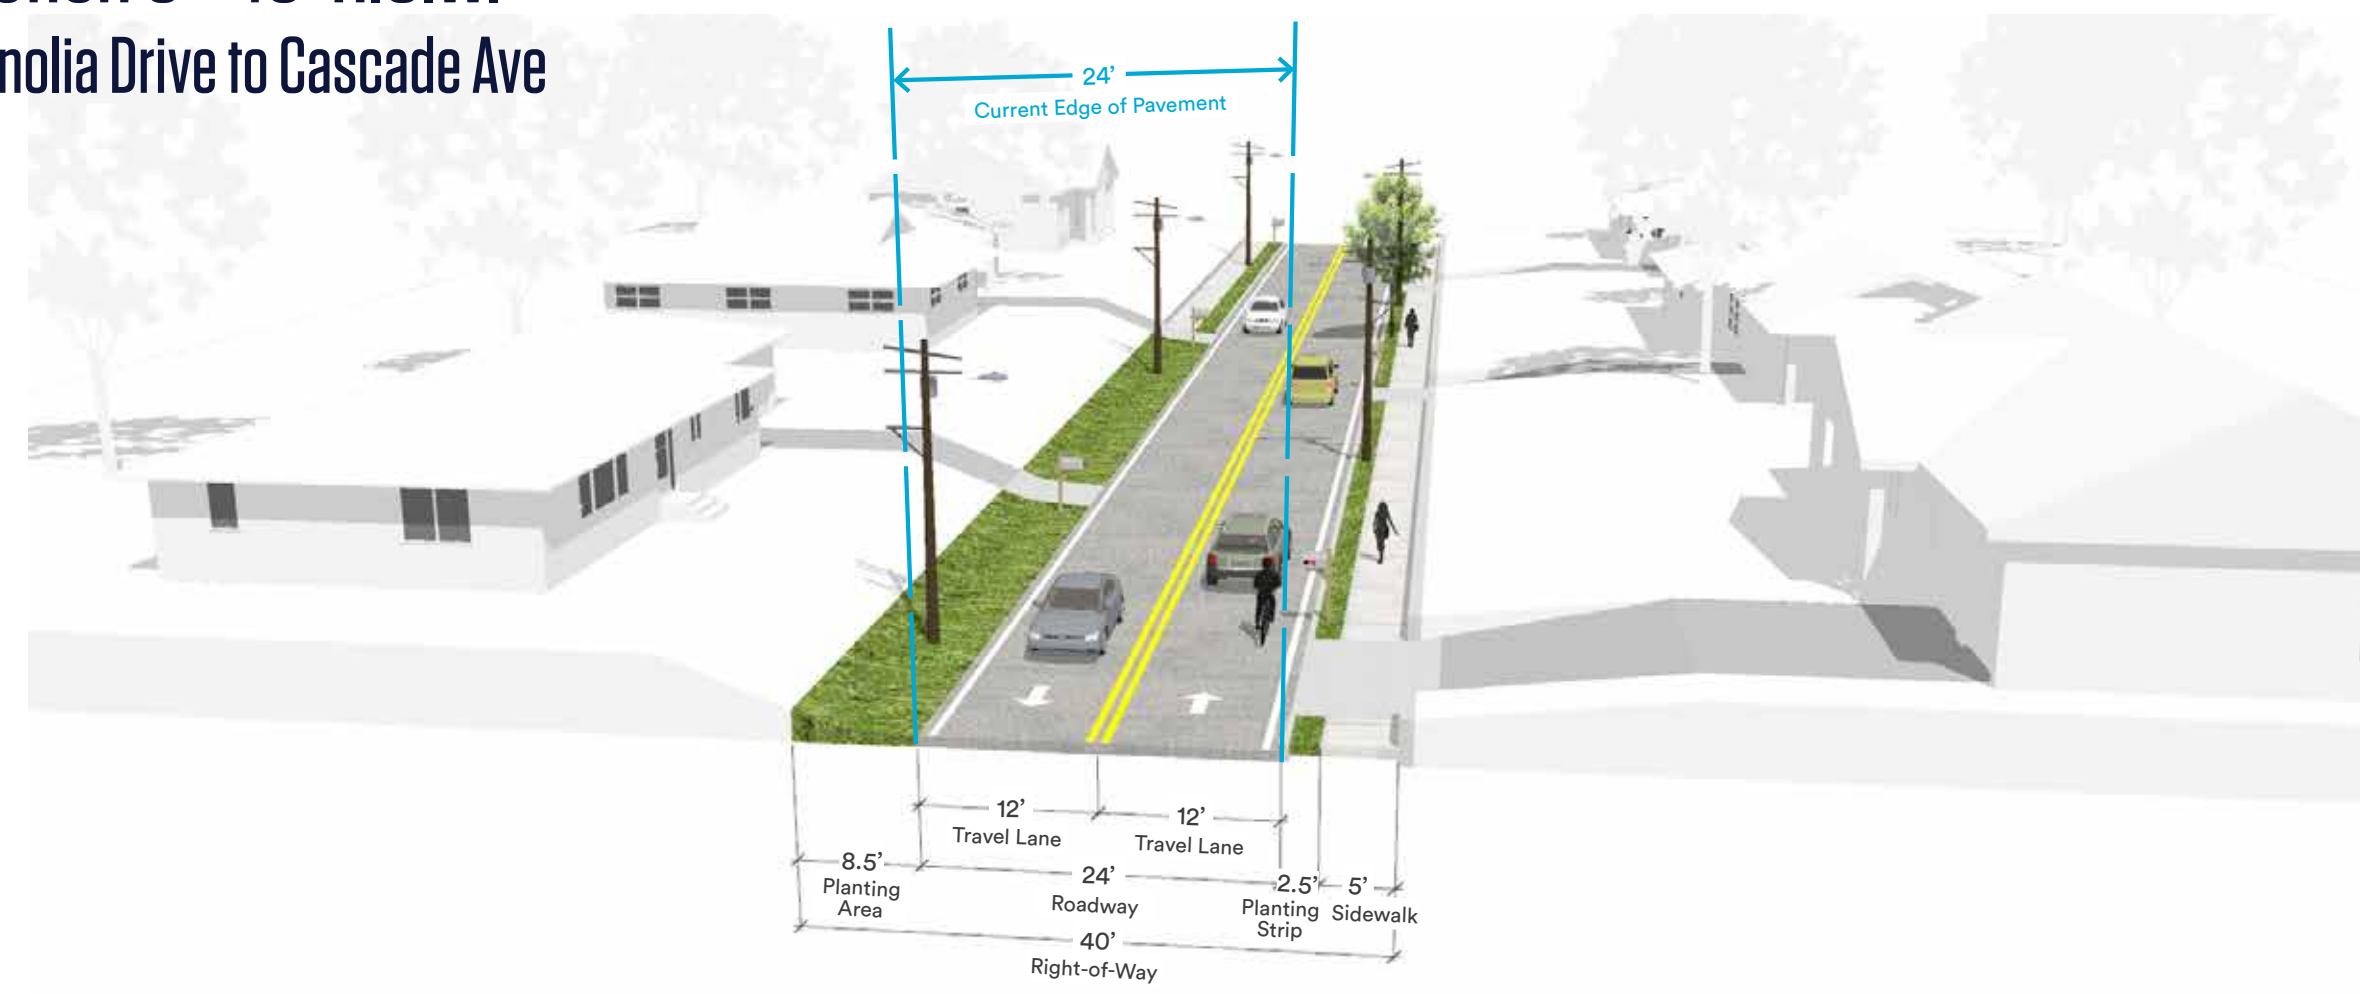 nolia Drive to Cascade Ave
24’
Current Edge of Pavement
12’
Travel Lane
12’
Travel Lane
8.5’
Planting
Area
24’
Roadway
2.5’
Planting
Strip
5’
Sidewalk
40’
Right-of-Way